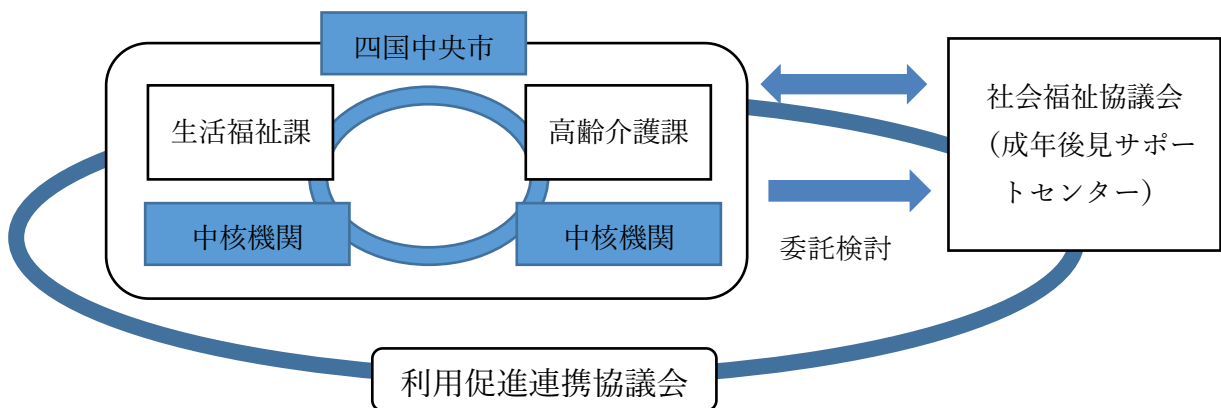 四国中央市
生活福祉課
高齢介護課
中核機関
中核機関
社会福祉協議会
（成年後見サポー
トセンター）
委託検討
利用促進連携協議会